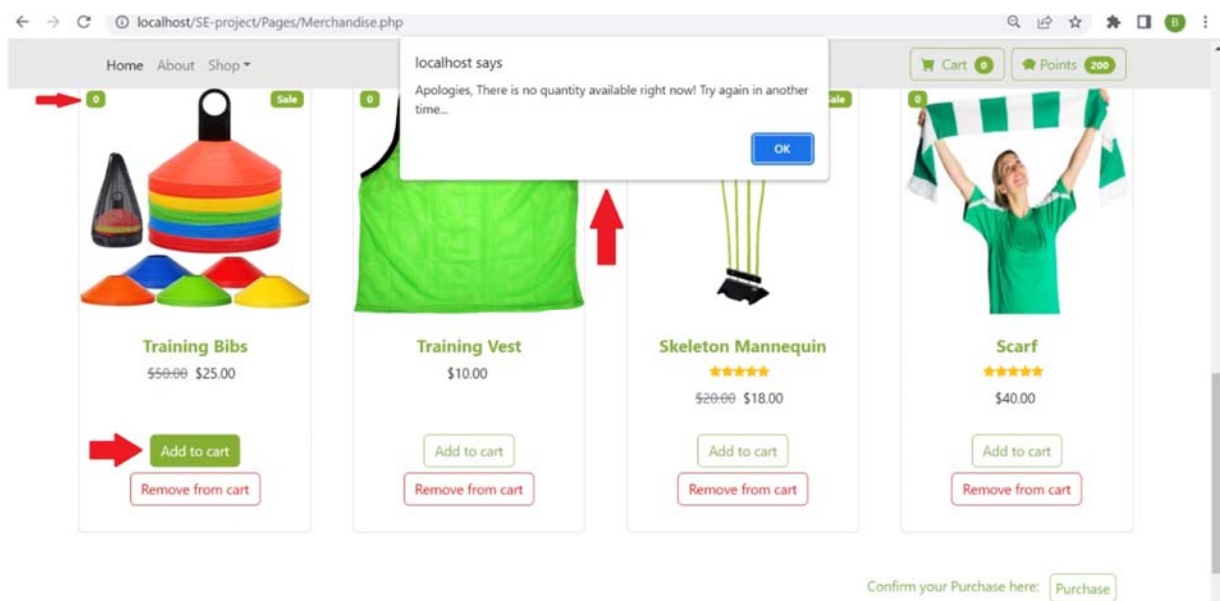 localhost/SE-project/Pages/Merchandise.php
B
Home About Shop
Cart 0
Points 200
localhost says
Apologies, There is no quantity available right now! Try again in another
time...
OK
0
Sale
0
Sale
0
Training Bibs
$50.00 $25.00
Add to cart
Remove from cart
Training Vest
$10.00
Add to cart
Remove from cart
Skeleton Mannequin
$20.00 $18.00
Add to cart
Remove from cart
Scarf
$40.00
Add to cart
Remove from cart
Confirm your Purchase here: Purchase